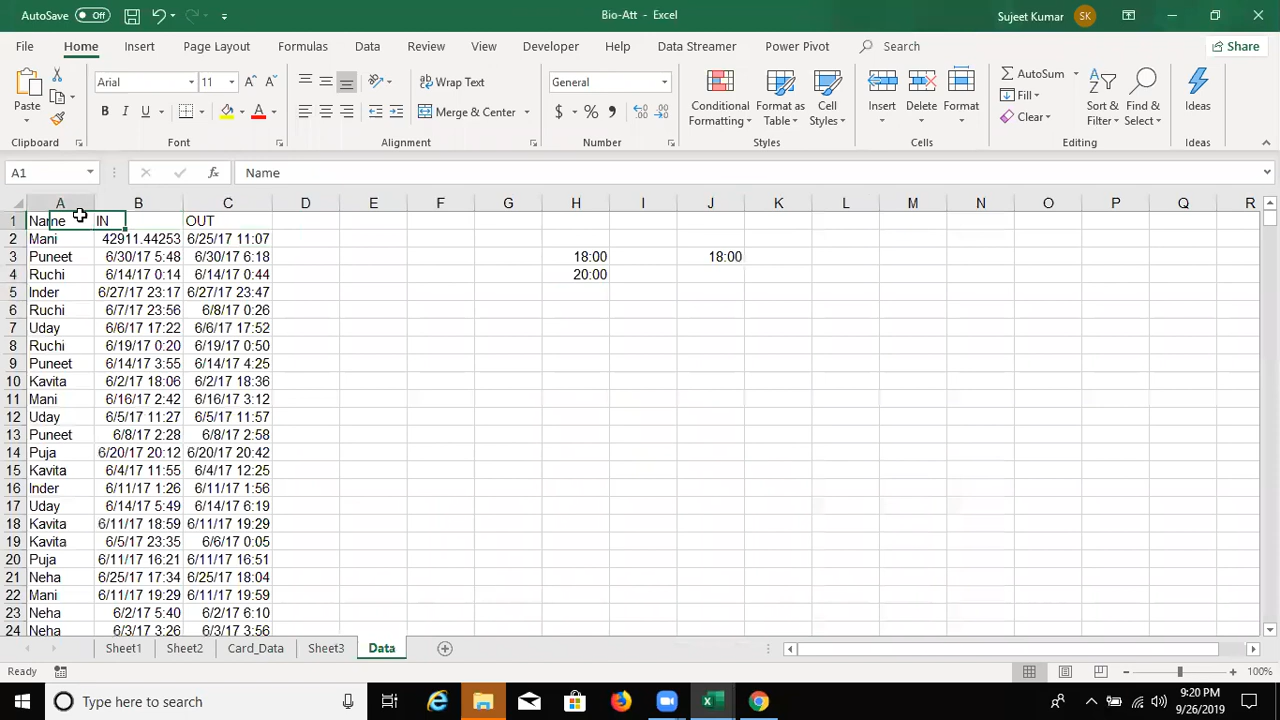 AutoSave Off Bio-Att - Excel Sujeet Kumar SK
File Home Insert Page Layout Formulas Data Review View Developer Help Data Streamer Power Pivot Search Share
Paste Arial 11 Wrap Text General Conditional Formatting Format as Table Cell Styles Insert Delete Format AutoSum Fill Clear Sort & Filter Find & Select Ideas
B I U Merge & Center $ %
Clipboard Font Alignment Number Styles Cells Editing Ideas
A1 fx Name
A B C D E F G H I J K L M N O P Q R
1 Name IN OUT
2 Mani 42911.44253 6/25/17 11:07
3 Puneet 6/30/17 5:48 6/30/17 6:18 18:00 18:00
4 Ruchi 6/14/17 0:14 6/14/17 0:44 20:00
5 Inder 6/27/17 23:17 6/27/17 23:47
6 Ruchi 6/7/17 23:56 6/8/17 0:26
7 Uday 6/6/17 17:22 6/6/17 17:52
8 Ruchi 6/19/17 0:20 6/19/17 0:50
9 Puneet 6/14/17 3:55 6/14/17 4:25
10 Kavita 6/2/17 18:06 6/2/17 18:36
11 Mani 6/16/17 2:42 6/16/17 3:12
12 Uday 6/5/17 11:27 6/5/17 11:57
13 Puneet 6/8/17 2:28 6/8/17 2:58
14 Puja 6/20/17 20:12 6/20/17 20:42
15 Kavita 6/4/17 11:55 6/4/17 12:25
16 Inder 6/11/17 1:26 6/11/17 1:56
17 Uday 6/14/17 5:49 6/14/17 6:19
18 Kavita 6/11/17 18:59 6/11/17 19:29
19 Kavita 6/5/17 23:35 6/6/17 0:05
20 Puja 6/11/17 16:21 6/11/17 16:51
21 Neha 6/25/17 17:34 6/25/17 18:04
22 Mani 6/11/17 19:29 6/11/17 19:59
23 Neha 6/2/17 5:40 6/2/17 6:10
24 Neha 6/3/17 3:26 6/3/17 3:56
Sheet1 Sheet2 Card_Data Sheet3 Data
Ready 100%
Type here to search 9:20 PM
9/26/2019